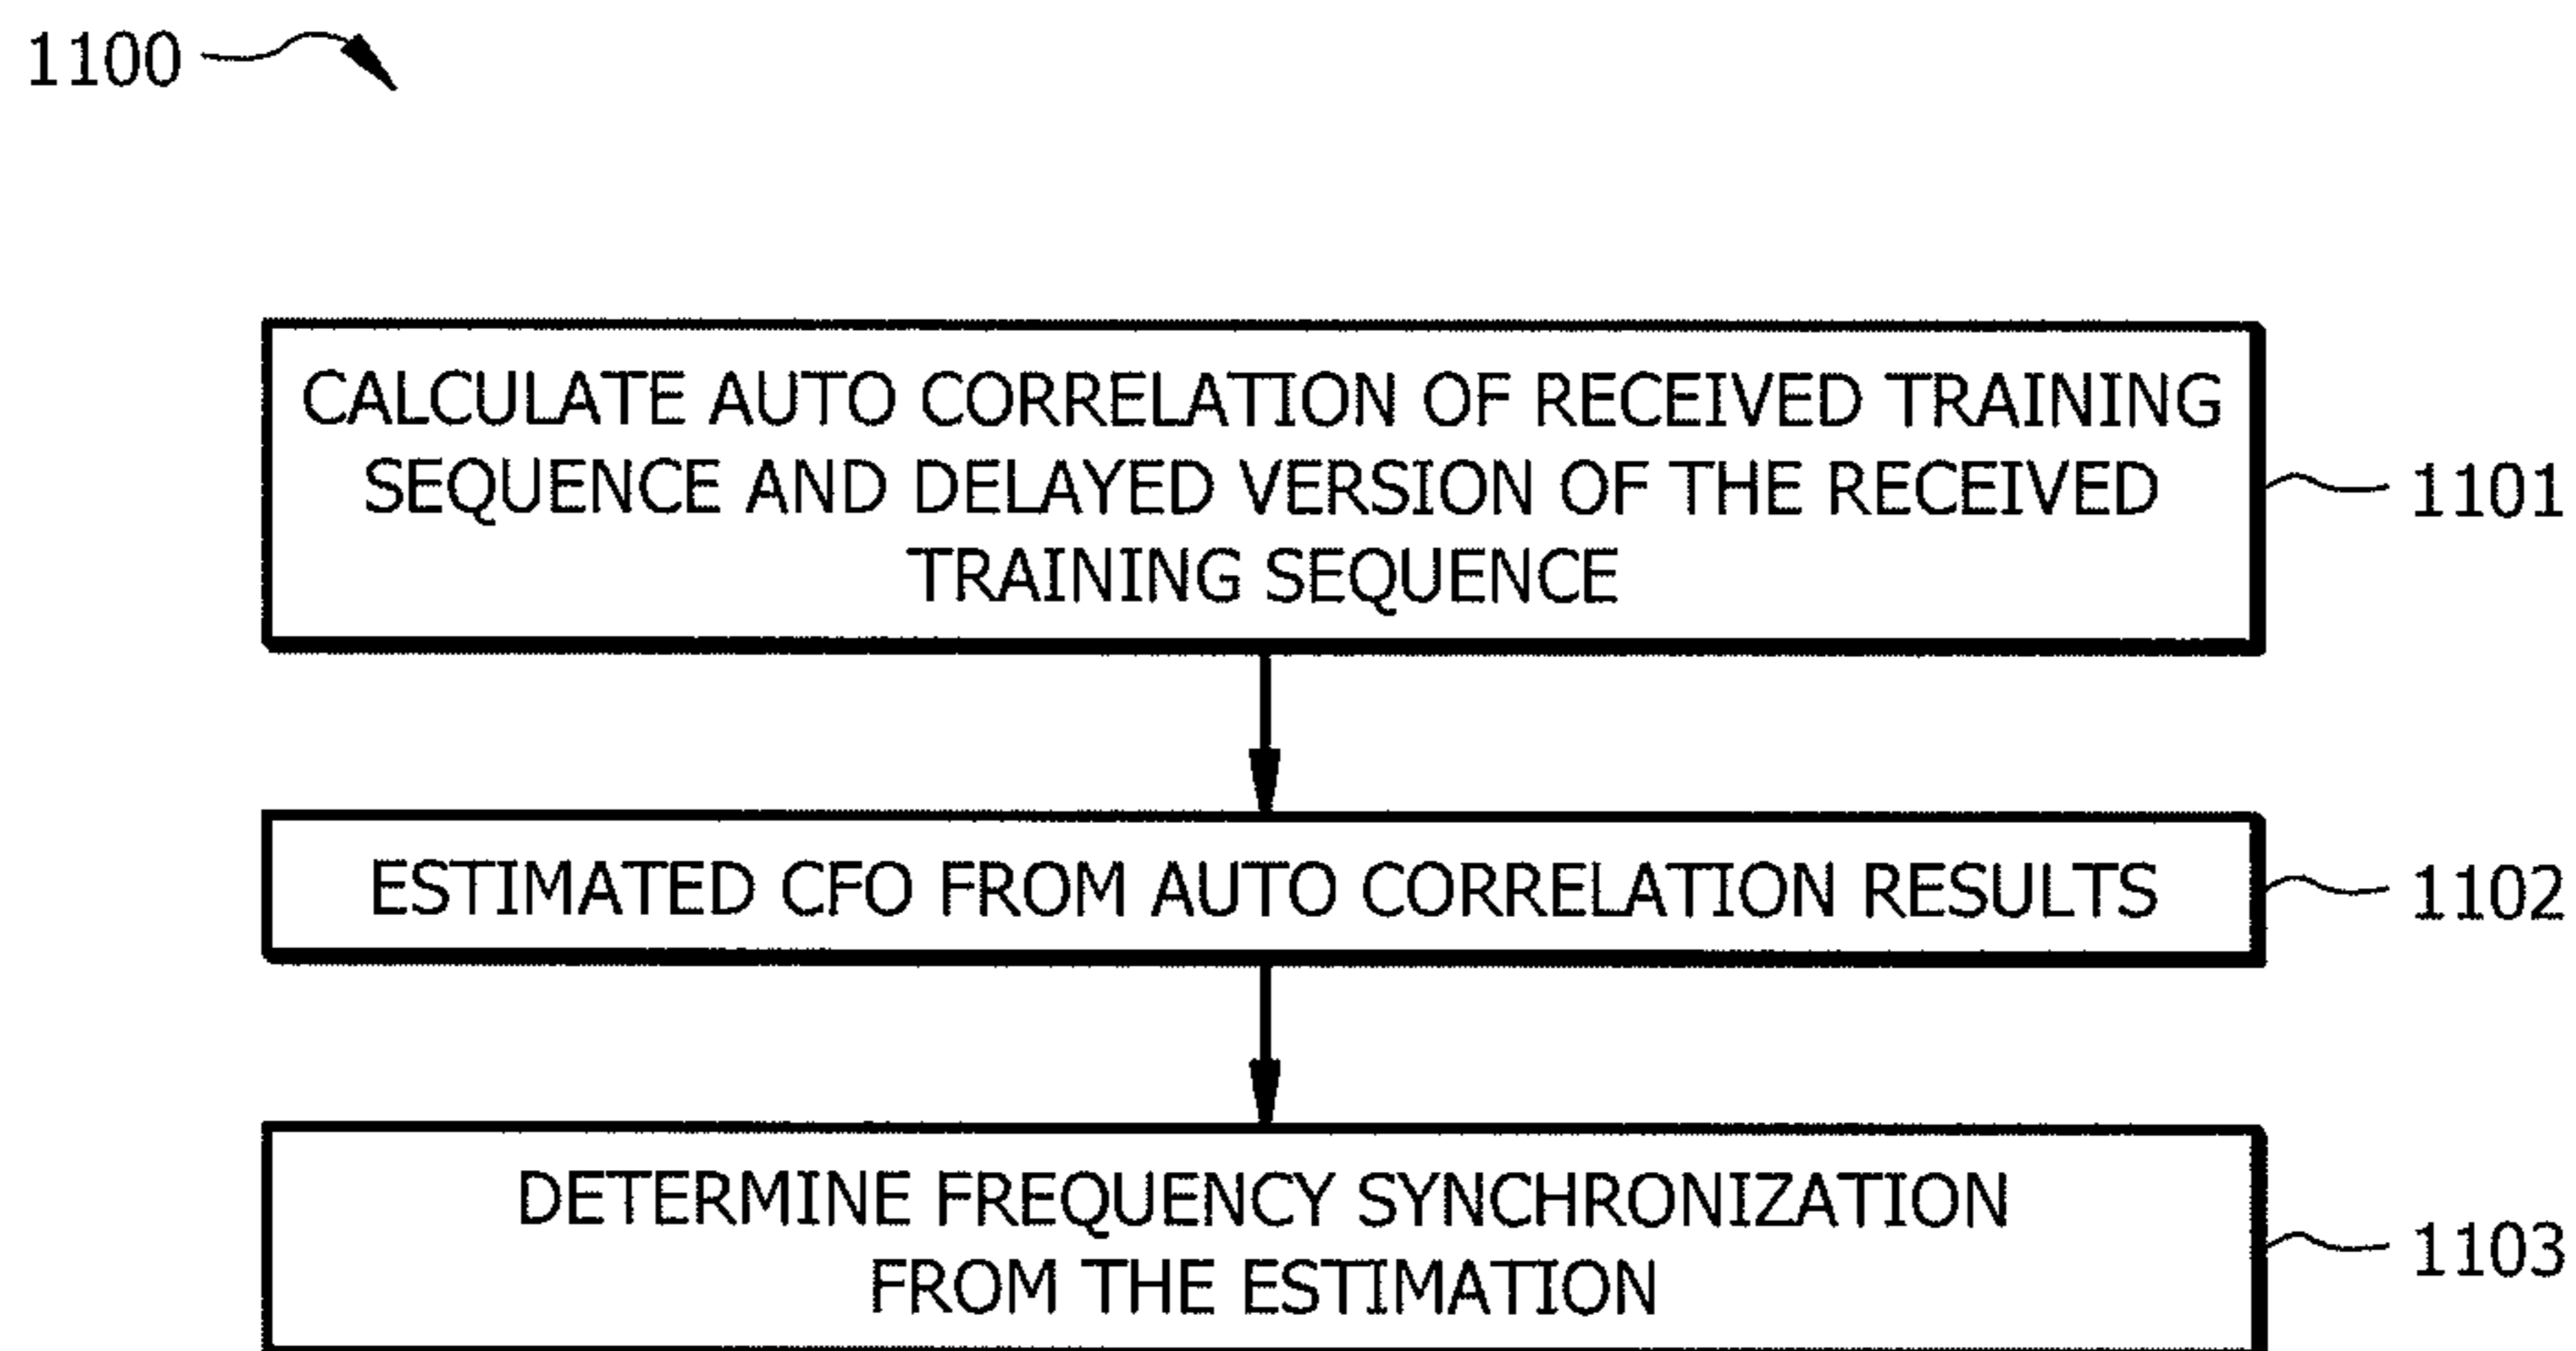 1100
CALCULATE AUTO CORRELATION OF RECEIVED TRAINING
SEQUENCE AND DELAYED VERSION OF THE RECEIVED
TRAINING SEQUENCE
1101
ESTIMATED CFO FROM AUTO CORRELATION RESULTS
1102
DETERMINE FREQUENCY SYNCHRONIZATION
FROM THE ESTIMATION
1103